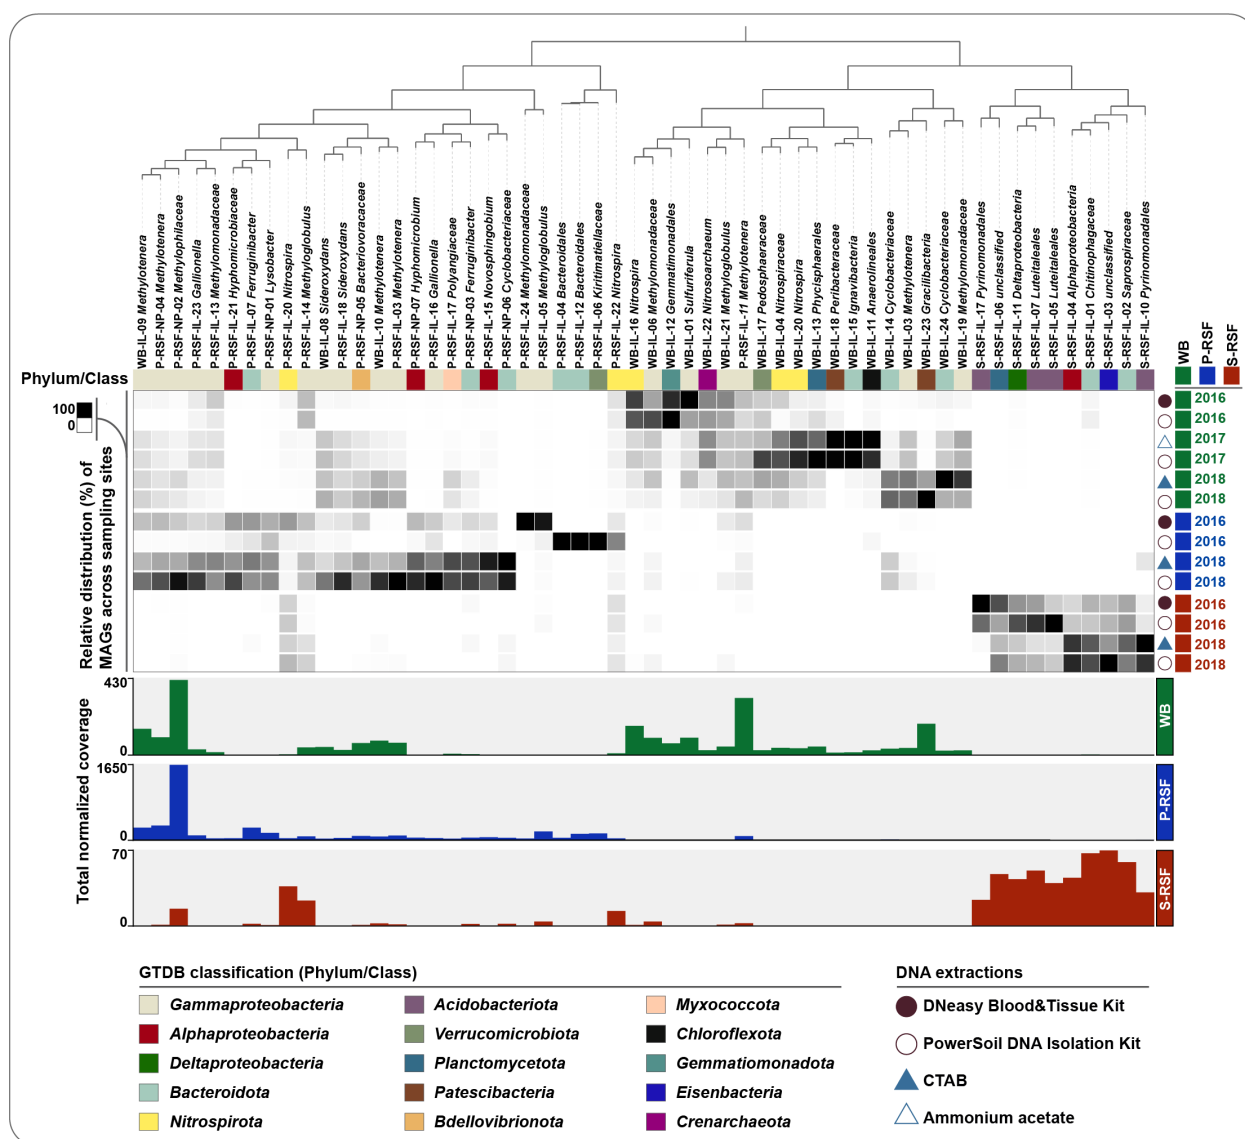 WB-IL-09 Methylotenera
P-RSF-NP-04 Methylotenera
P-RSF-NP-02 Methylophilaceae
P-RSF-IL-23 Gallionella
P-RSF-IL-13 Methylomonadaceae
P-RSF-IL-21 Hyphomicrobiaceae
P-RSF-IL-07 Ferruginibacter
P-RSF-NP-01 Lysobacter
P-RSF-IL-20 Nitrospira
P-RSF-IL-14 Methyloglobulus
WB-IL-08 Sideroxydans
P-RSF-IL-18 Sideroxydans
P-RSF-NP-05 Bacteriovoracaceae
WB-IL-10 Methylotenera
P-RSF-IL-03 Methylotenera
P-RSF-NP-07 Hyphomicrobium
P-RSF-IL-16 Gallionella
P-RSF-IL-17 Polyangiaceae
P-RSF-NP-03 Ferruginibacter
P-RSF-IL-15 Novosphingobium
P-RSF-NP-06 Cyclobacteriaceae
P-RSF-IL-24 Methylomonadaceae
P-RSF-IL-05 Methyloglobulus
P-RSF-IL-04 Bacteroidales
P-RSF-IL-12 Bacteroidales
P-RSF-IL-06 Kiritimatiellaceae
P-RSF-IL-22 Nitrospira
WB-IL-16 Nitrospira
WB-IL-06 Methylomonadaceae
WB-IL-12 Gemmatimonadales
WB-IL-01 Sulfuriferula
WB-IL-22 Nitrosoarchaeum
WB-IL-21 Methyloglobulus
P-RSF-IL-11 Methylotenera
WB-IL-17 Pedosphaeraceae
WB-IL-04 Nitrospiraceae
WB-IL-20 Nitrospira
WB-IL-13 Phycisphaerales
WB-IL-18 Peribacteraceae
WB-IL-15 Ignavibacteria
WB-IL-11 Anaerolineales
WB-IL-14 Cyclobacteriaceae
WB-IL-03 Methylotenera
WB-IL-23 Gracilibacteria
WB-IL-24 Cyclobacteriaceae
WB-IL-19 Methylomonadaceae
S-RSF-IL-17 Pyrinomonadales
S-RSF-IL-06 unclassified
S-RSF-IL-11 Deltaproteobacteria
S-RSF-IL-07 Luteitaleales
S-RSF-IL-05 Luteitaleales
S-RSF-IL-04 Alphaproteobacteria
S-RSF-IL-01 Chitinophagaceae
S-RSF-IL-03 unclassified
S-RSF-IL-02 Saprospiraceae
S-RSF-IL-10 Pyrinomonadales
WB
P-RSF
S-RSF
Phylum/Class
100
0
Relative distribution (%) of
MAGs across sampling sites
2016
2016
2017
2017
2018
2018
2016
2016
2018
2018
2016
2016
2018
2018
Total normalized coverage
430
0
WB
1650
0
P-RSF
70
0
S-RSF
GTDB classification (Phylum/Class)
Gammaproteobacteria
Alphaproteobacteria
Deltaproteobacteria
Bacteroidota
Nitrospirota
Acidobacteriota
Verrucomicrobiota
Planctomycetota
Patescibacteria
Bdellovibrionota
Myxococcota
Chloroflexota
Gemmatiomonadota
Eisenbacteria
Crenarchaeota
DNA extractions
DNeasy Blood&Tissue Kit
PowerSoil DNA Isolation Kit
CTAB
Ammonium acetate